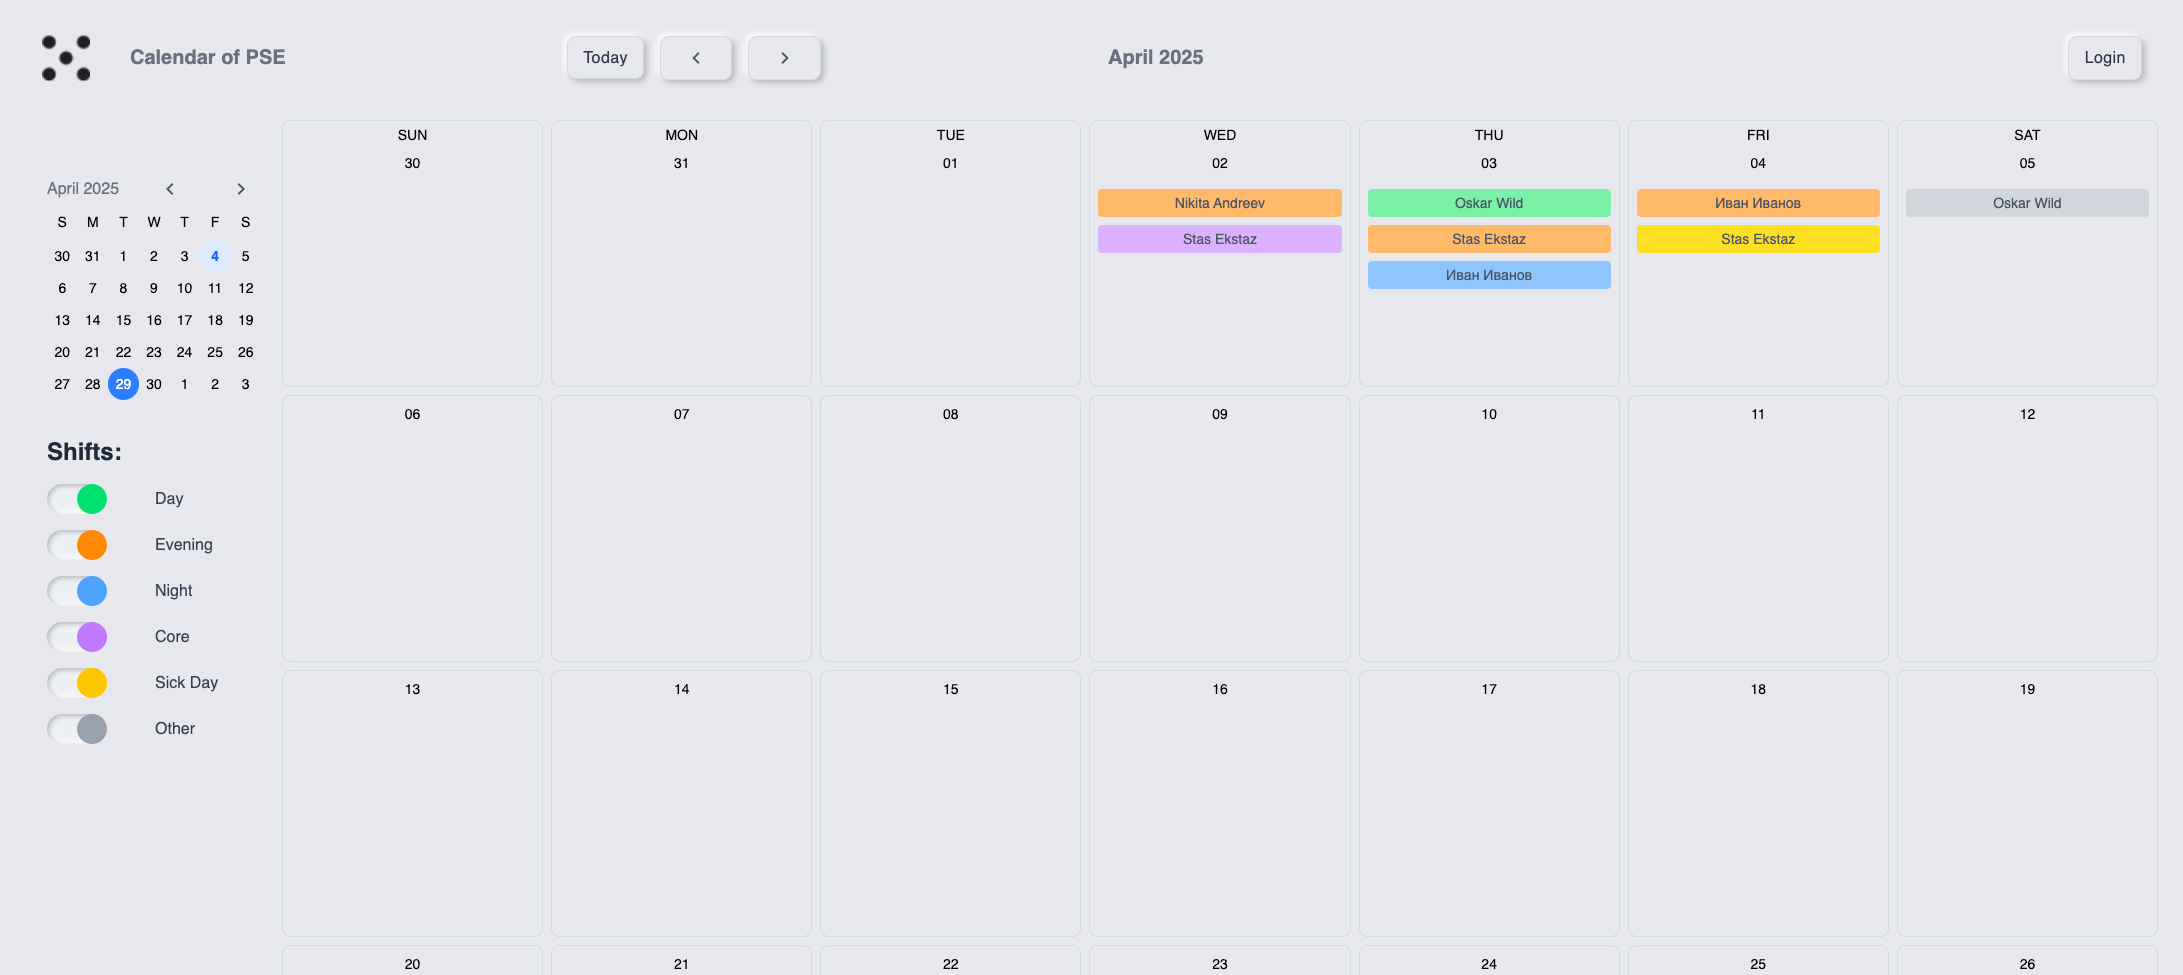 Calendar of PSE
Today
April 2025
Login
April 2025
S M T W T F S
30 31 1 2 3 4 5
6 7 8 9 10 11 12
13 14 15 16 17 18 19
20 21 22 23 24 25 26
27 28 29 30 1 2 3
Shifts:
Day
Evening
Night
Core
Sick Day
Other
SUN MON TUE WED THU FRI SAT
30 31 01 02 03 04 05
Nikita Andreev Oskar Wild Иван Иванов Oskar Wild
Stas Ekstaz Stas Ekstaz Stas Ekstaz
Иван Иванов
06 07 08 09 10 11 12
13 14 15 16 17 18 19
20 21 22 23 24 25 26